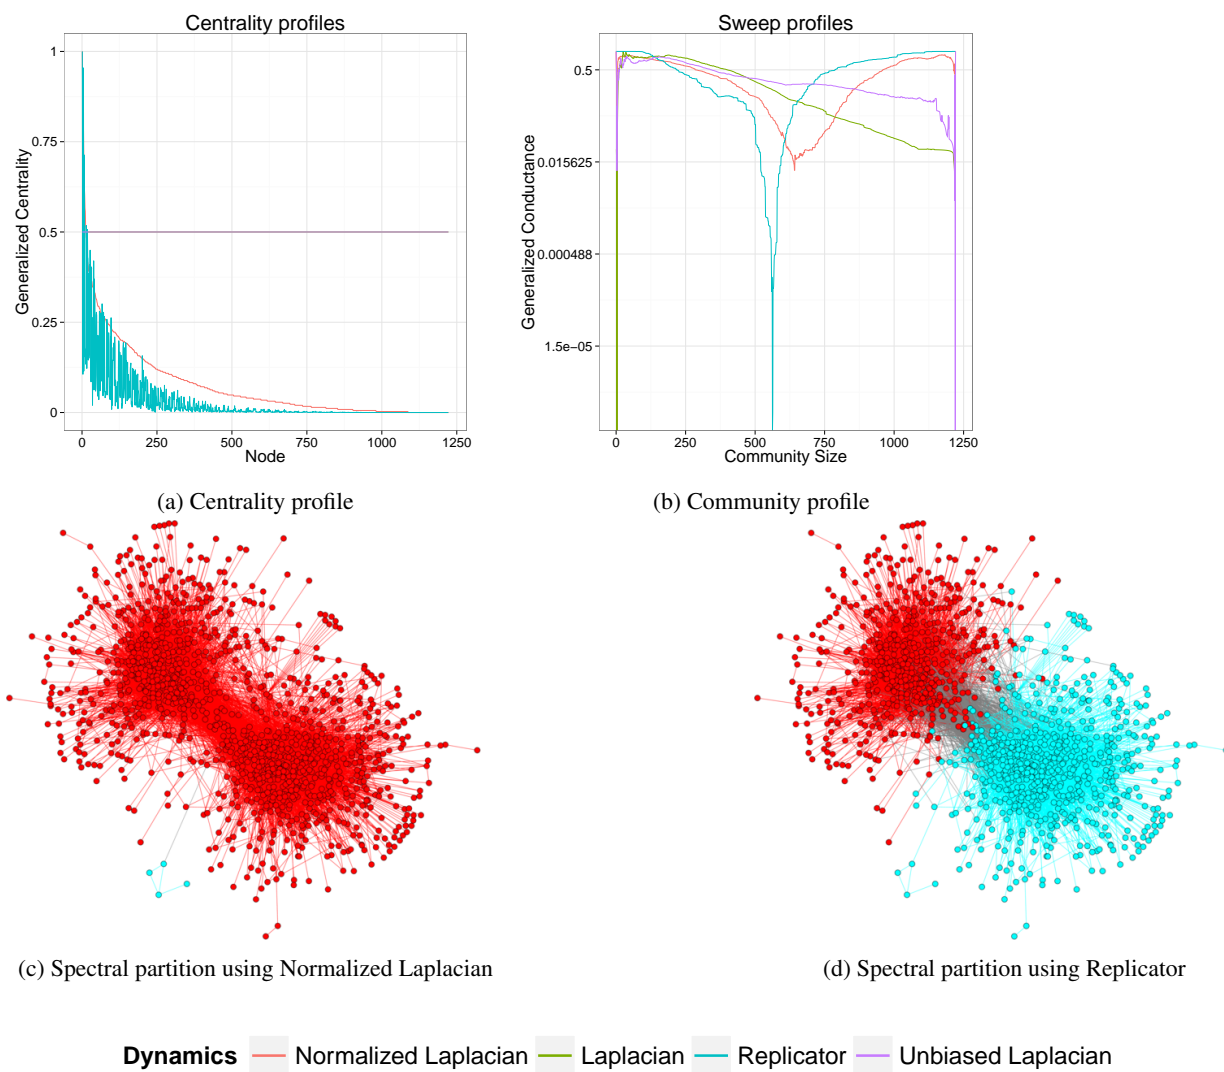 Centrality profiles
Generalized Centrality
1
0.75
0.5
0.25
0
0 250 500 750 1000 1250
Node
(a) Centrality profile
Sweep profiles
Generalized Conductance
0.5
0.015625
0.000488
1.5e−05
0 250 500 750 1000 1250
Community Size
(b) Community profile
(c) Spectral partition using Normalized Laplacian
(d) Spectral partition using Replicator
Dynamics Normalized Laplacian Laplacian Replicator Unbiased Laplacian